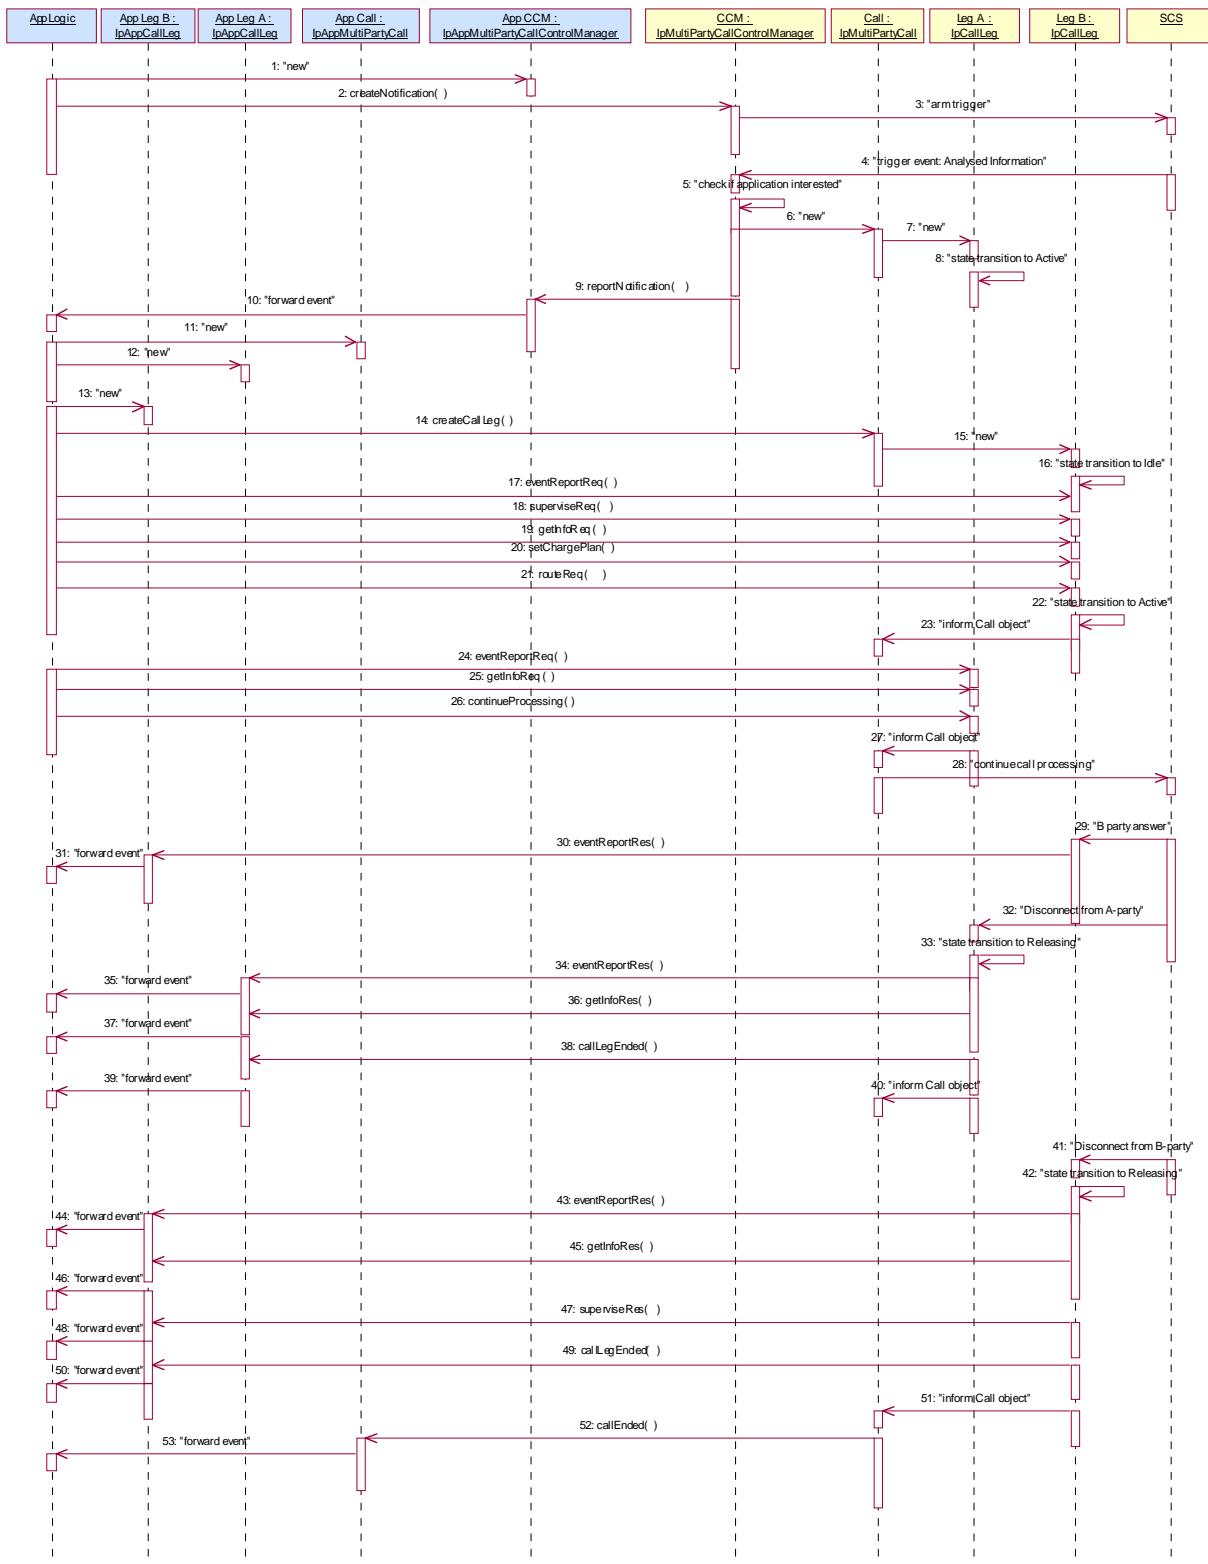 AppLogic
App Leg B :
IpAppCallLeg
App Leg A :
IpAppCallLeg
App Call :
IpAppMultiPartyCall
App CCM :
IpAppMultiPartyCallControlManager
CCM :
IpMultiPartyCallControlManager
Call :
IpMultiPartyCall
Leg A :
IpCallLeg
Leg B :
IpCallLeg
SCS
1: "new"
2: createNotification( )
3: "arm trigger"
4: "trigger event: Analysed Information"
5: "check if application interested"
6: "new"
7: "new"
8: "state transition to Active"
9: reportNotification( )
10: "forward event"
11: "new"
12: "new"
13: "new"
14: createCallLeg( )
15: "new"
16: "state transition to Idle"
17: eventReportReq( )
18: superviseReq( )
19: getInfoReq( )
20: setChargePlan( )
21: routeReq( )
22: "state transition to Active"
23: "inform Call object"
24: eventReportReq( )
25: getInfoReq( )
26: continueProcessing( )
27: "inform Call object"
28: "continue call processing"
29: "B party answer"
30: eventReportRes( )
31: "forward event"
32: "Disconnect from A-party"
33: "state transition to Releasing"
34: eventReportRes( )
35: "forward event"
36: getInfoRes( )
37: "forward event"
38: callLegEnded( )
39: "forward event"
40: "inform Call object"
41: "Disconnect from B-party"
42: "state transition to Releasing"
43: eventReportRes( )
44: "forward event"
45: getInfoRes( )
46: "forward event"
47: superviseRes( )
48: "forward event"
49: callLegEnded( )
50: "forward event"
51: "inform Call object"
52: callEnded( )
53: "forward event"